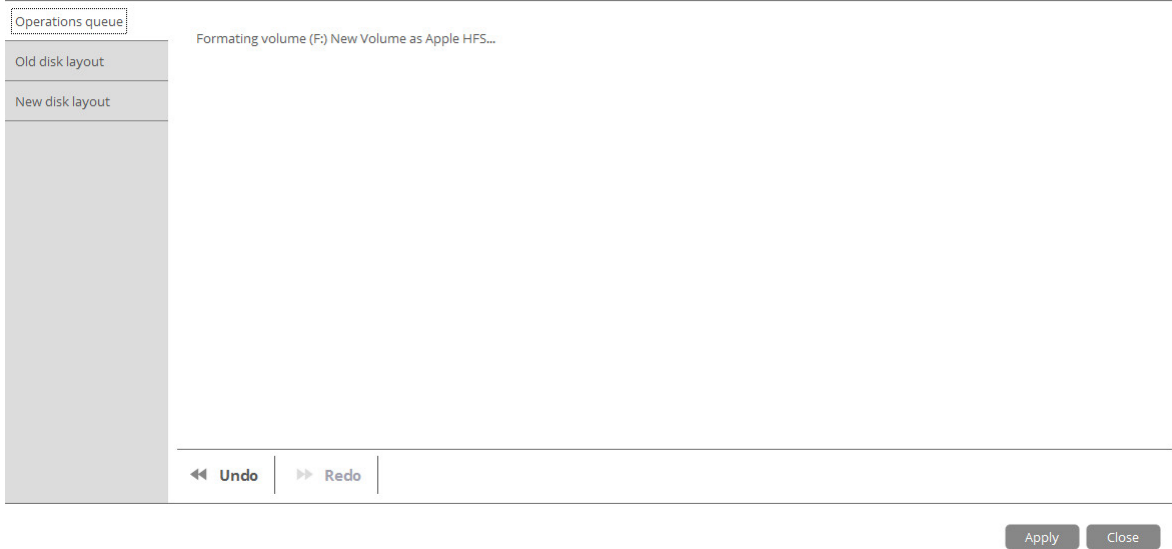 Operations queue
Formating volume (F:) New Volume as Apple HFS...
Old disk layout
New disk layout
Undo
Redo
Apply
Close